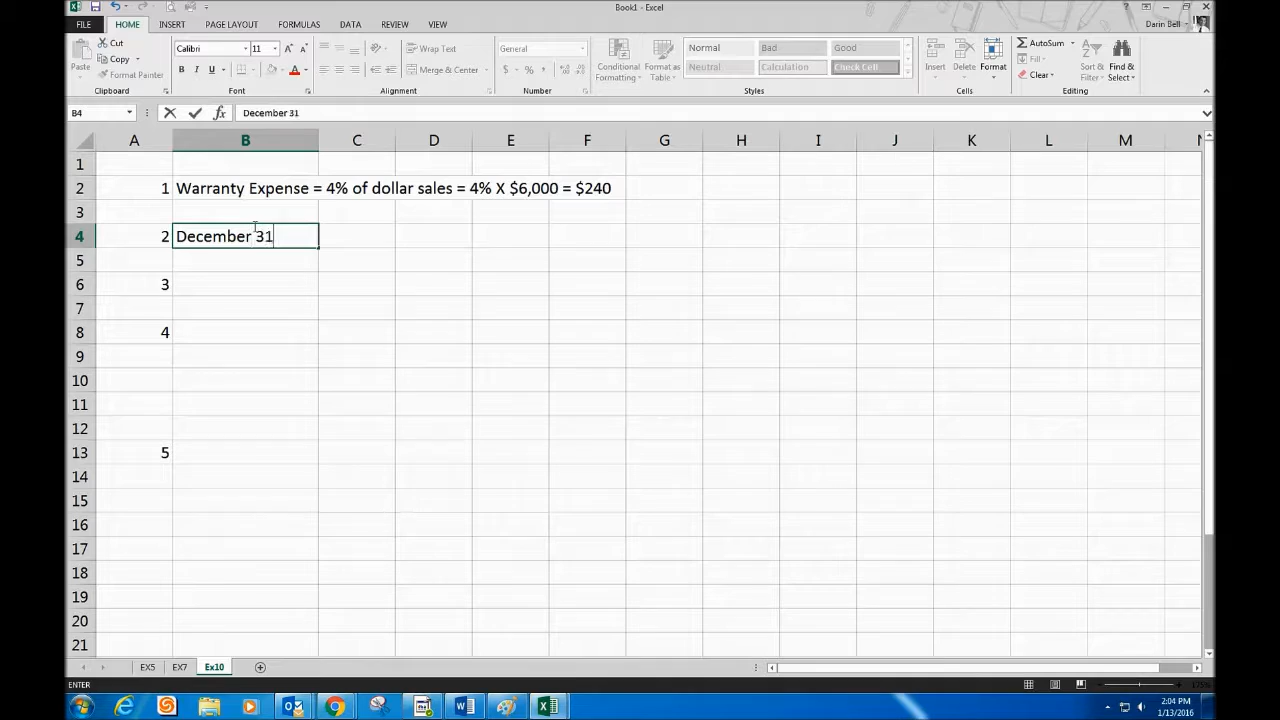 Book1 - Excel
FILE HOME INSERT PAGE LAYOUT FORMULAS DATA REVIEW VIEW Darin Bell
Paste
Cut
Copy
Format Painter
Clipboard
Calibri 11
B I U
Font
Wrap Text
Merge & Center
Alignment
General
$ % ,
Number
Conditional Formatting
Format as Table
Normal Bad Good
Neutral Calculation Check Cell
Styles
Insert Delete Format
Cells
AutoSum
Fill
Clear
Sort & Filter
Find & Select
Editing
B4 fx December 31
A B C D E F G H I J K L M N
1
2 1 Warranty Expense = 4% of dollar sales = 4% X $6,000 = $240
3
4 2 December 31
5
6 3
7
8 4
9
10
11
12
13 5
14
15
16
17
18
19
20
21
EX5 EX7 Ex10
ENTER
2:04 PM
1/13/2016